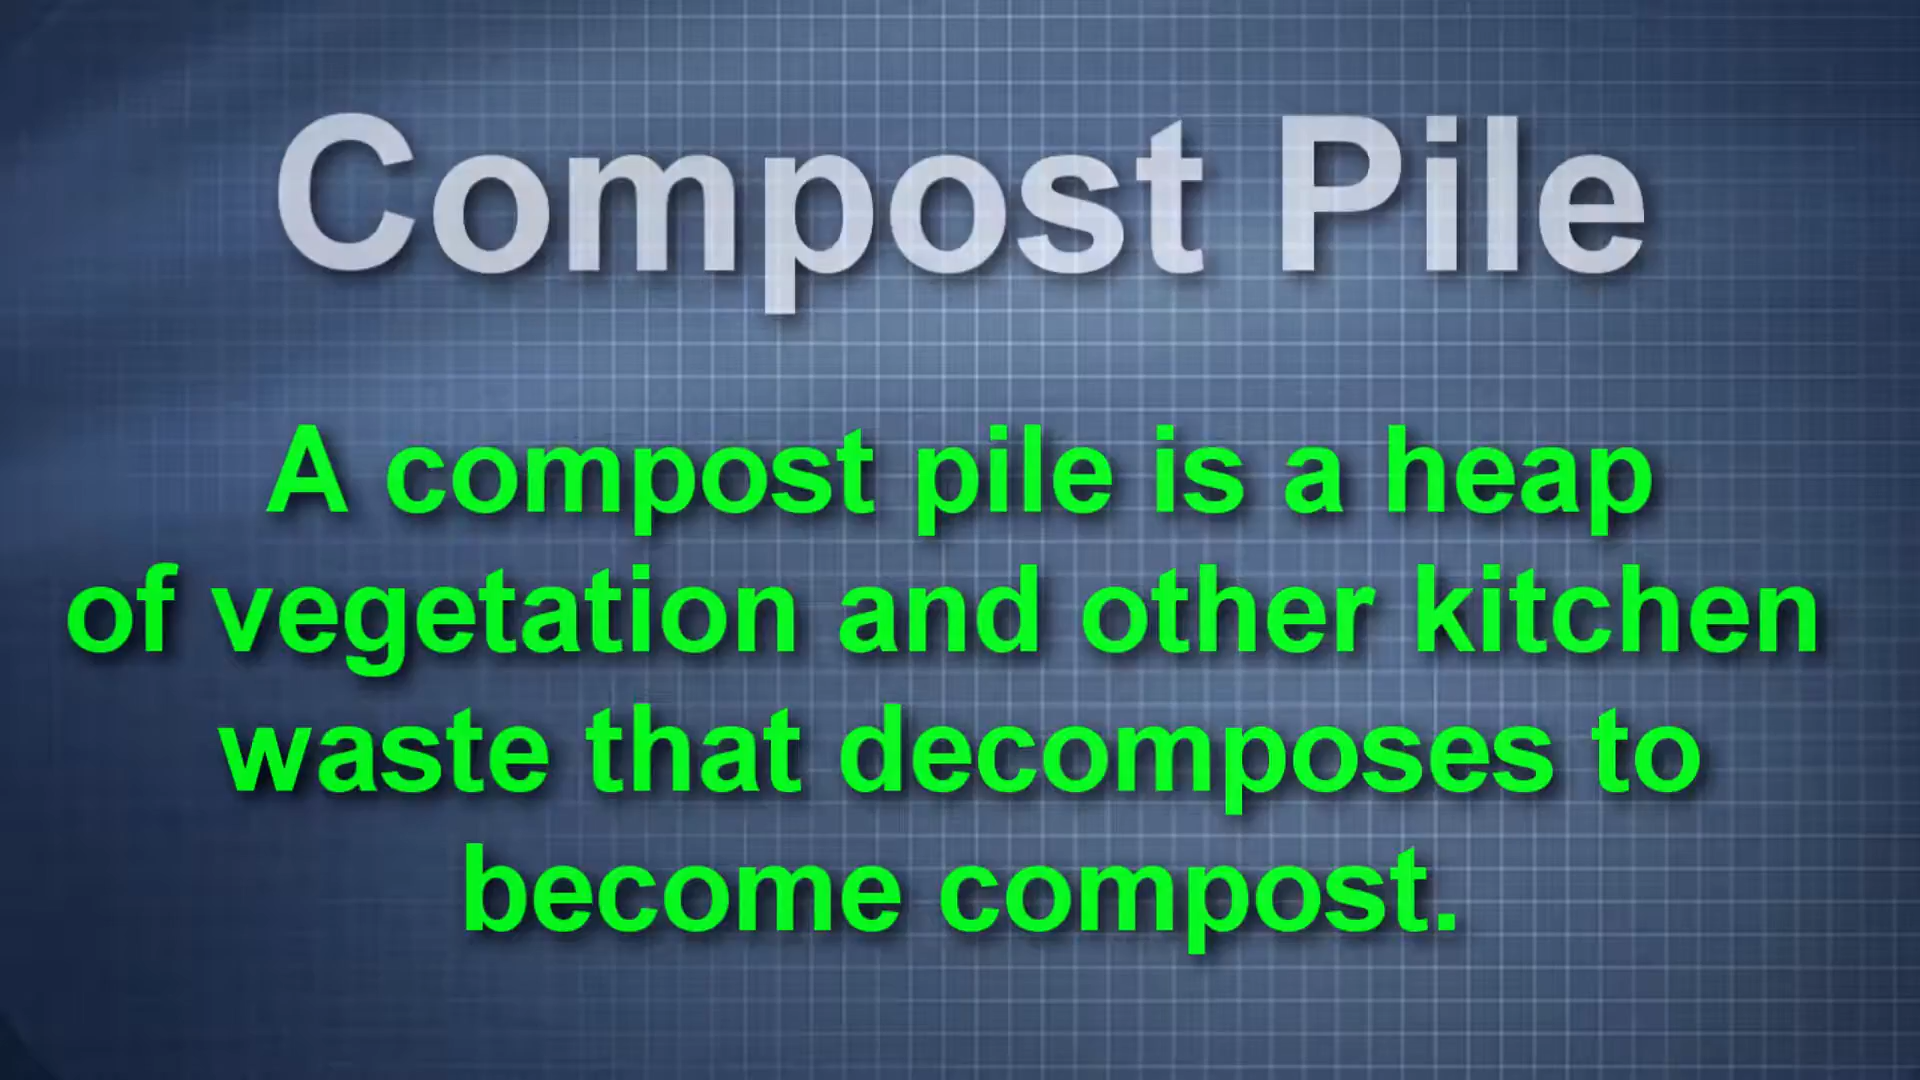 Compost Pile
A compost pile is a heap
of vegetation and other kitchen
waste that decomposes to
become compost.